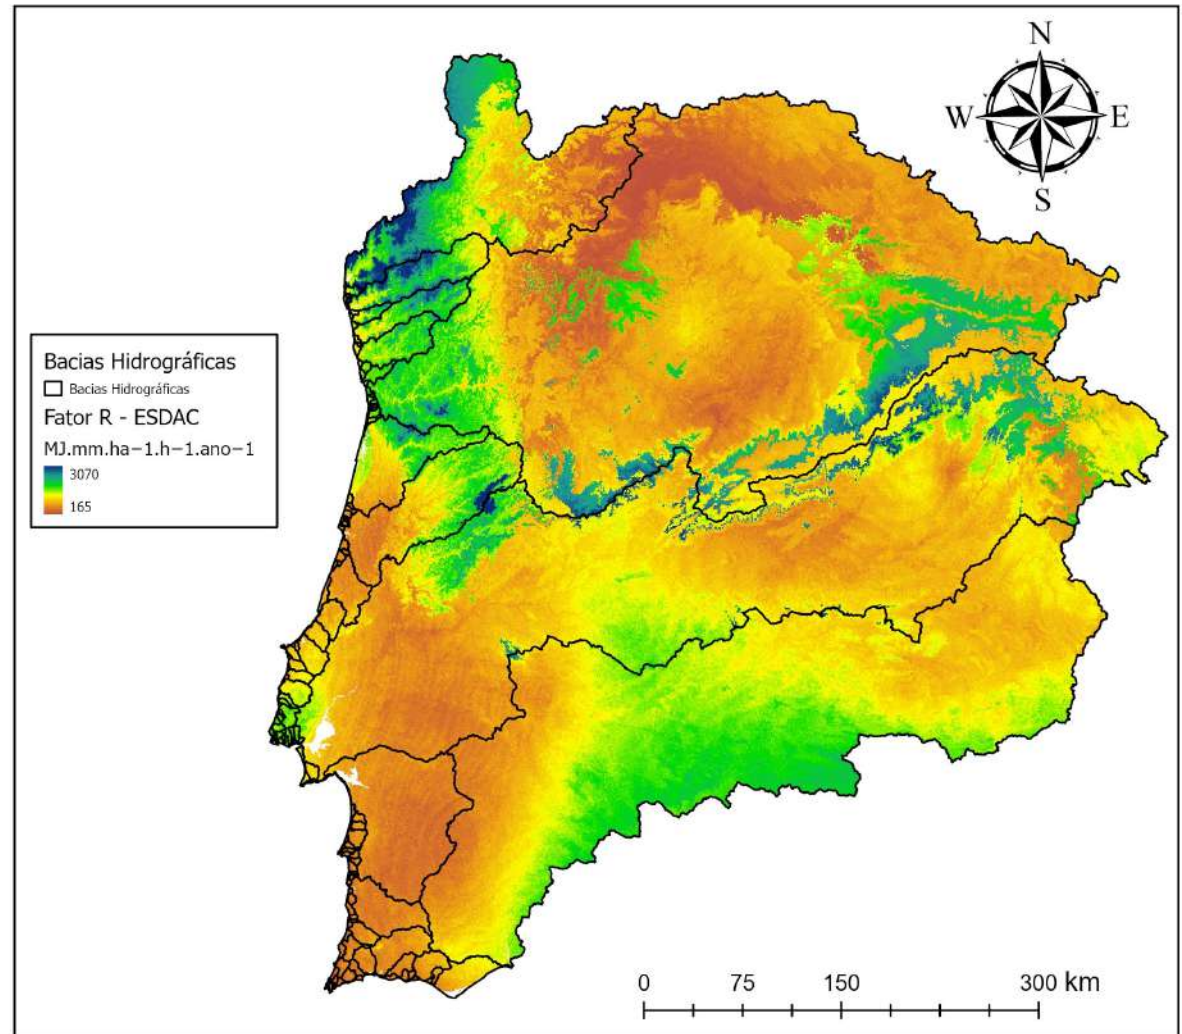 N
W E
S
Bacias Hidrográficas
Bacias Hidrográficas
Fator R - ESDAC
MJ.mm.ha−1.h−1.ano−1
3070
165
0 75 150 300 km